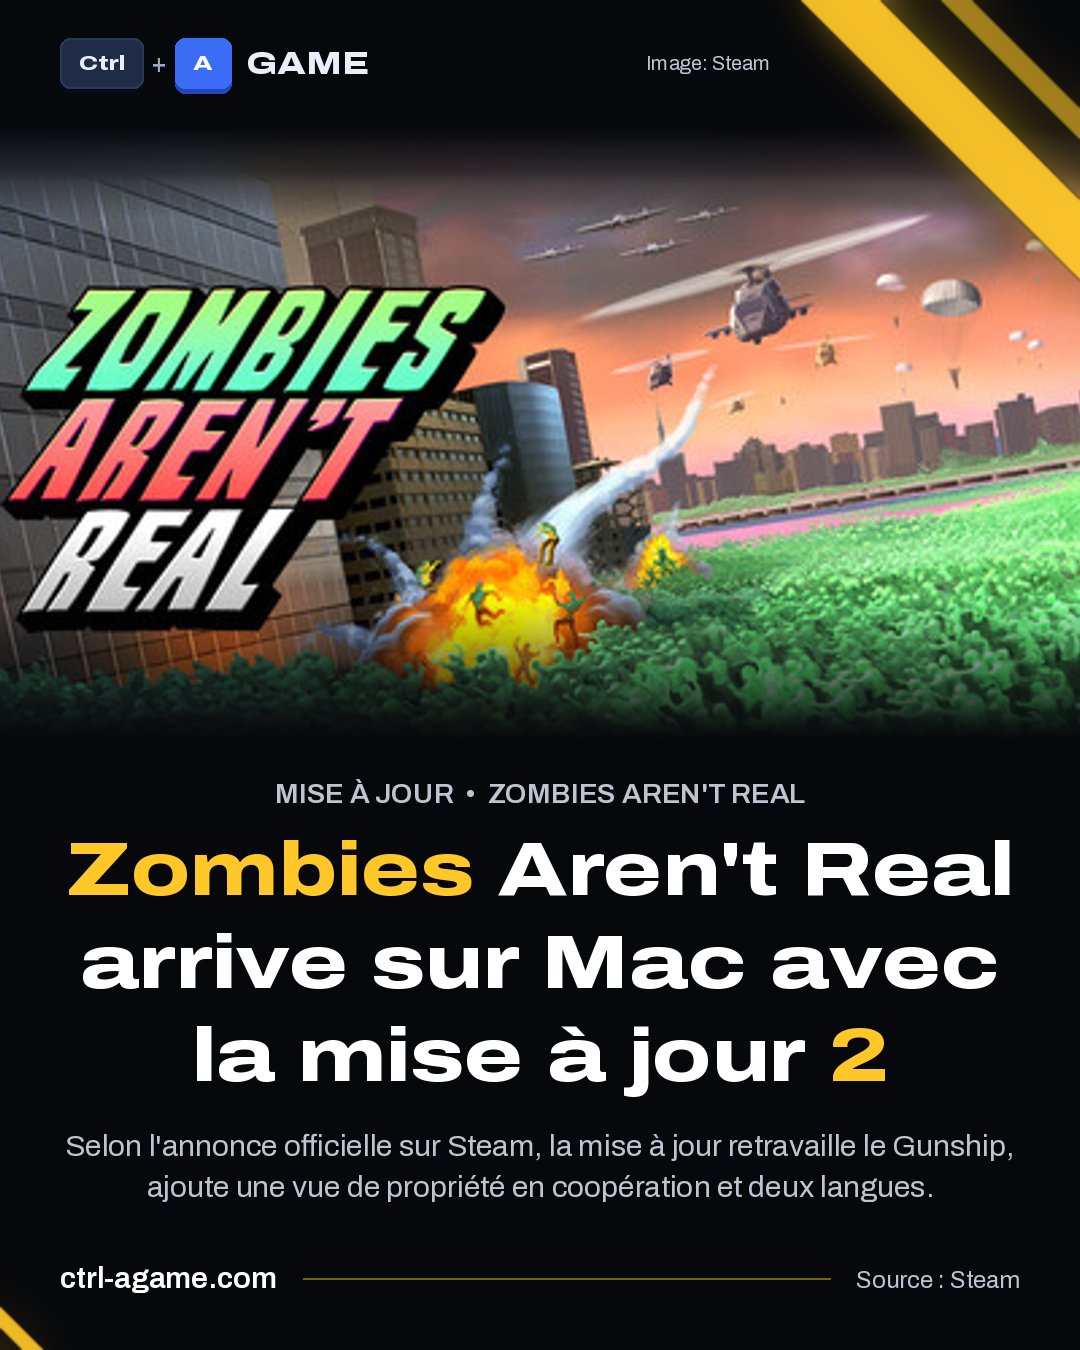 Ctrl + A GAME
Image: Steam
ZOMBIES
AREN'T
REAL
MISE À JOUR • ZOMBIES AREN'T REAL
Zombies Aren't Real
arrive sur Mac avec
la mise à jour 2
Selon l'annonce officielle sur Steam, la mise à jour retravaille le Gunship,
ajoute une vue de propriété en coopération et deux langues.
ctrl-agame.com
Source : Steam